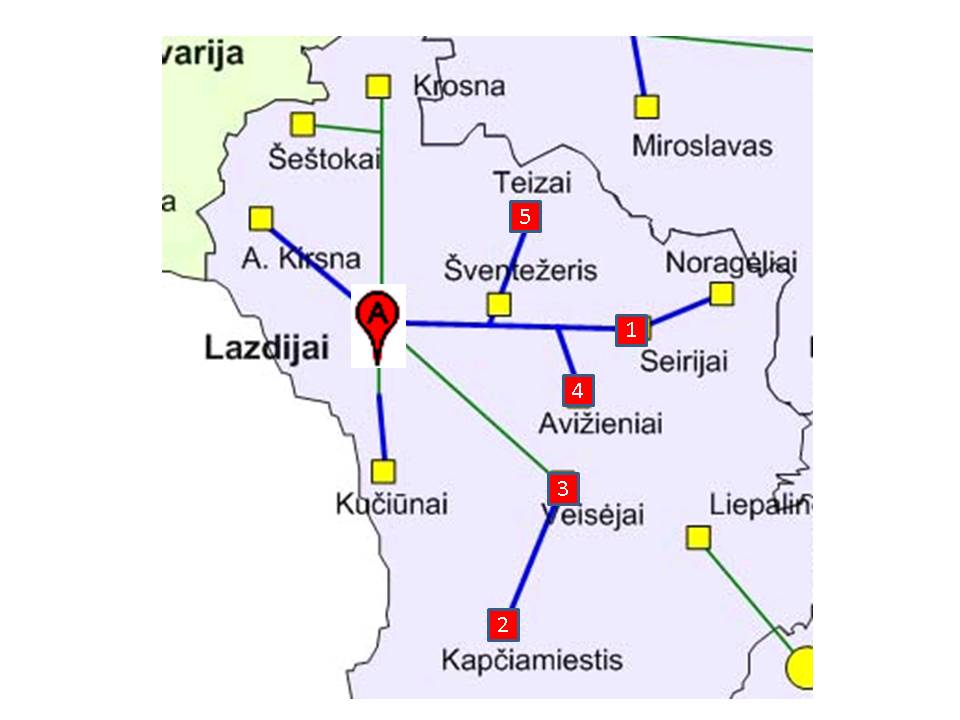 varija
Krosna
Miroslavas
Šeštokai
Teizai
a
5
A. Kirsna
Šventežeris
Noragėliai
A
Lazdijai
1
Seirijai
4
Avižieniai
3
Kučiūnai
Veisėjai
2
Kapčiamiestis